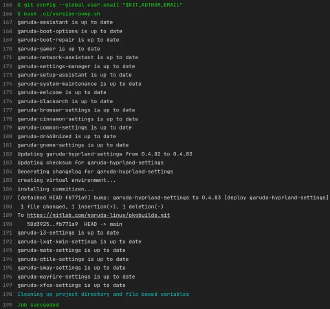 165 $ git config --global user.email "$GIT_AUTHOR_EMAIL"
166 $ bash .ci/version-bump.sh
167 garuda-assistant is up to date
168 garuda-boot-options is up to date
169 garuda-boot-repair is up to date
170 garuda-gamer is up to date
171 garuda-network-assistant is up to date
172 garuda-settings-manager is up to date
173 garuda-setup-assistant is up to date
174 garuda-system-maintenance is up to date
175 garuda-welcome is up to date
176 garuda-blackarch is up to date
177 garuda-browser-settings is up to date
178 garuda-cinnamon-settings is up to date
179 garuda-common-settings is up to date
180 garuda-dr460nized is up to date
181 garuda-gnome-settings is up to date
182 Updating garuda-hyprland-settings from 0.4.82 to 0.4.83
183 Updating checksum for garuda-hyprland-settings
184 Generating changelog for garuda-hyprland-settings
185 creating virtual environment...
186 installing commitizen...
187 [detached HEAD fb771a9] bump: garuda-hyprland-settings to 0.4.83 [deploy garuda-hyprland-settings]
188 1 file changed, 1 insertion(+), 1 deletion(-)
189 To https://gitlab.com/garuda-linux/pkgbuilds.git
190 50d3925..fb771a9 HEAD -> main
191 garuda-i3-settings is up to date
192 garuda-lxqt-kwin-settings is up to date
193 garuda-mate-settings is up to date
194 garuda-qtile-settings is up to date
195 garuda-sway-settings is up to date
196 garuda-wayfire-settings is up to date
197 garuda-xfce-settings is up to date
198 Cleaning up project directory and file based variables
199 Job succeeded